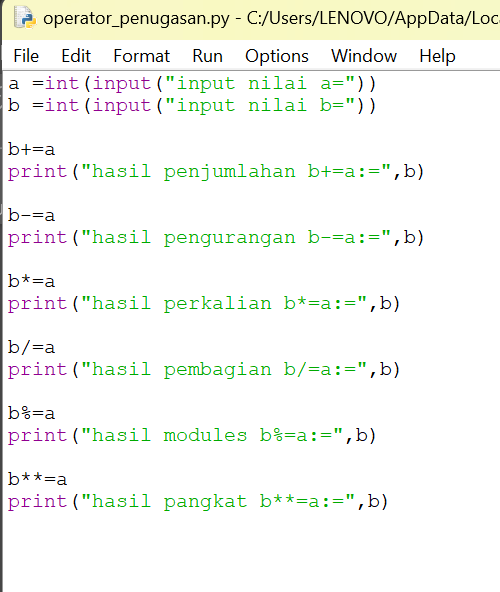 operator_penugasan.py - C:/Users/LENOVO/AppData/Loca
File Edit Format Run Options Window Help
a =int(input("input nilai a="))
b =int(input("input nilai b="))
b+=a
print("hasil penjumlahan b+=a:=",b)
b-=a
print("hasil pengurangan b-=a:=",b)
b*=a
print("hasil perkalian b*=a:=",b)
b/=a
print("hasil pembagian b/=a:=",b)
b%=a
print("hasil modules b%=a:=",b)
b**=a
print("hasil pangkat b**=a:=",b)